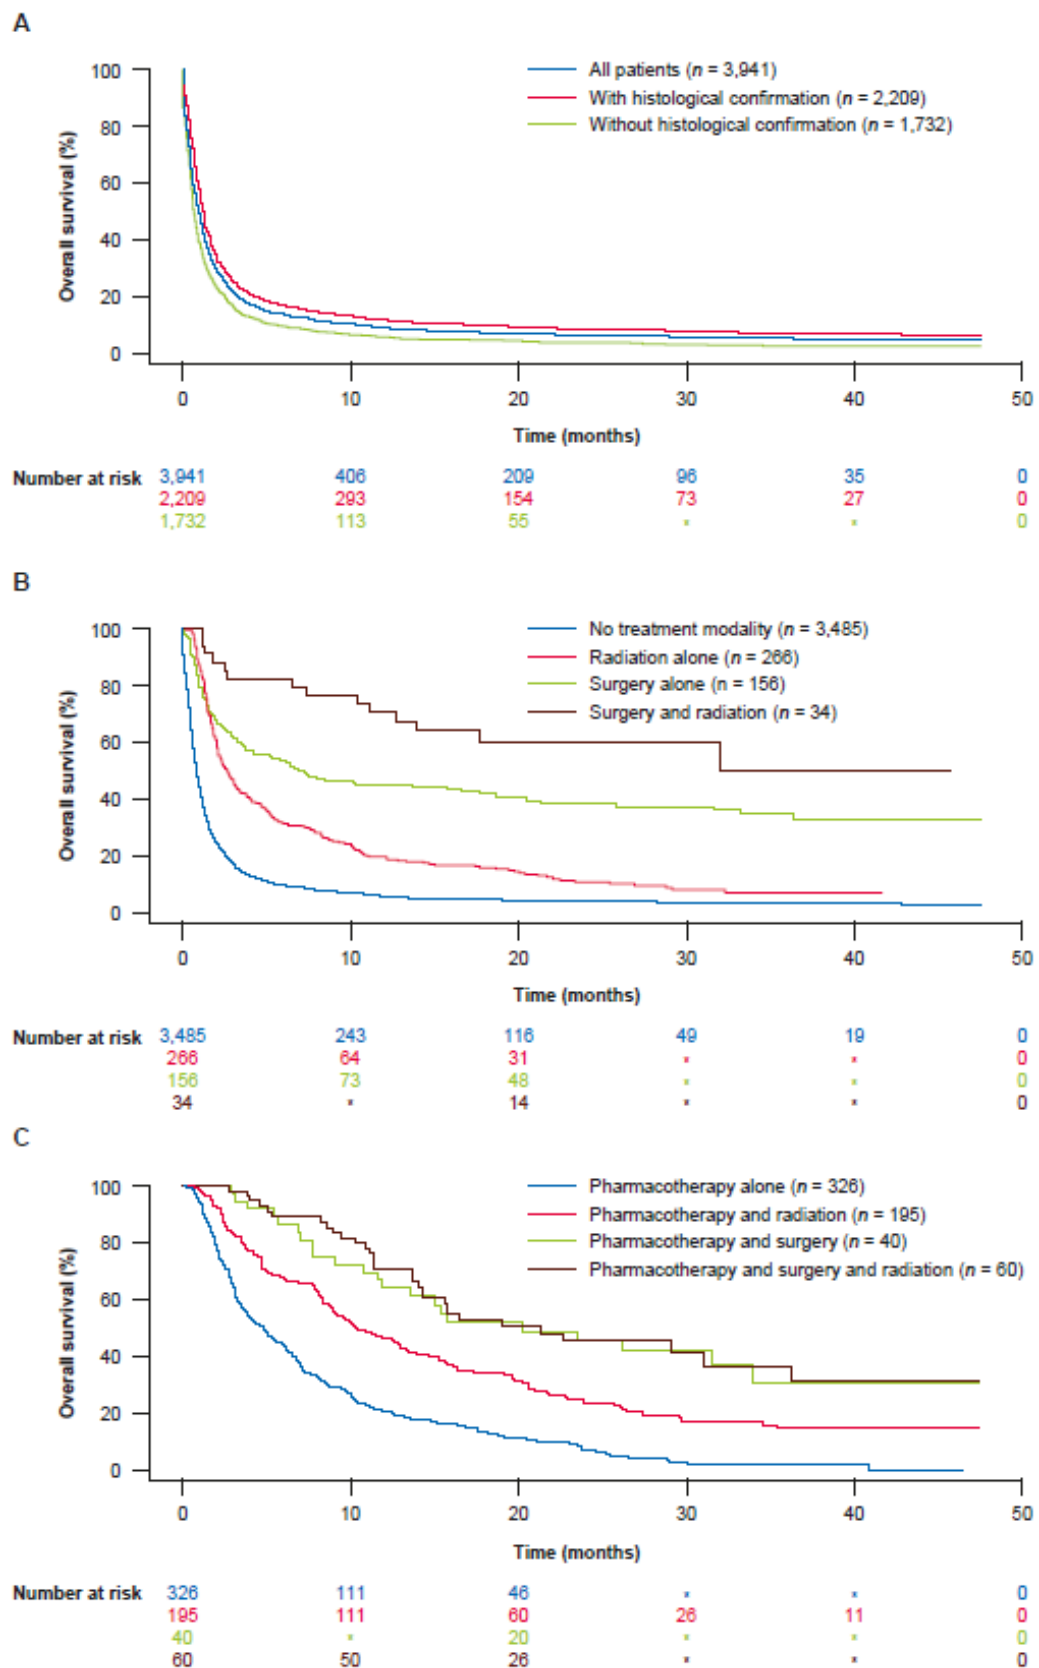 A
100
80
60
40
20
0
Overall survival (%)
All patients (n = 3,941)
With histological confirmation (n = 2,209)
Without histological confirmation (n = 1,732)
0 10 20 30 40 50
Time (months)
Number at risk 3,941 406 209 96 35 0
2,209 293 154 73 27 0
1,732 113 55 * * 0
B
100
80
60
40
20
0
Overall survival (%)
No treatment modality (n = 3,485)
Radiation alone (n = 266)
Surgery alone (n = 156)
Surgery and radiation (n = 34)
0 10 20 30 40 50
Time (months)
Number at risk 3,485 243 116 49 19 0
266 64 31 * * 0
156 73 48 * * 0
34 * 14 * * 0
C
100
80
60
40
20
0
Overall survival (%)
Pharmacotherapy alone (n = 326)
Pharmacotherapy and radiation (n = 195)
Pharmacotherapy and surgery (n = 40)
Pharmacotherapy and surgery and radiation (n = 60)
0 10 20 30 40 50
Time (months)
Number at risk 326 111 46 * * 0
195 111 60 26 11 0
40 * 20 * * 0
60 50 26 * * 0